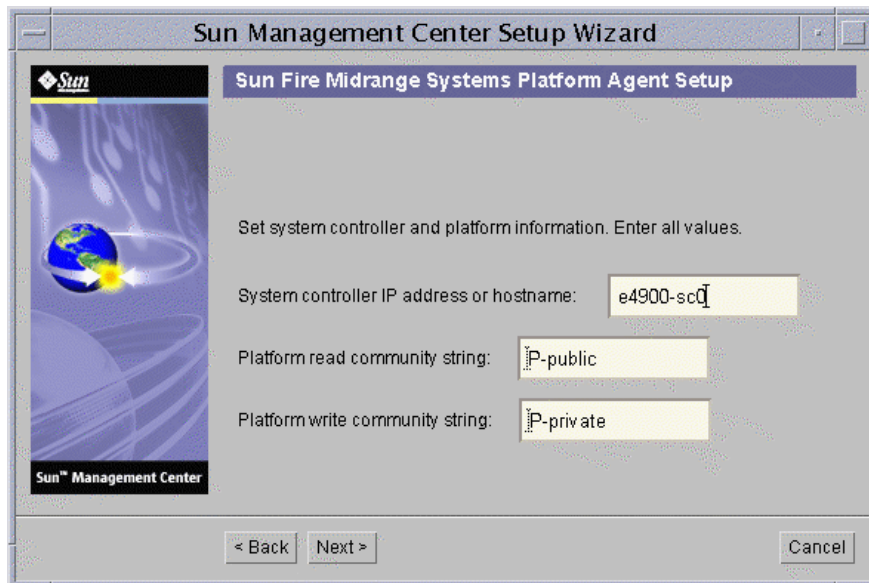 Sun Management Center Setup Wizard
Sun
Sun Fire Midrange Systems Platform Agent Setup
Set system controller and platform information. Enter all values.
System controller IP address or hostname: e4900-sc0
Platform read community string: P-public
Platform write community string: P-private
Sun™ Management Center
< Back Next > Cancel